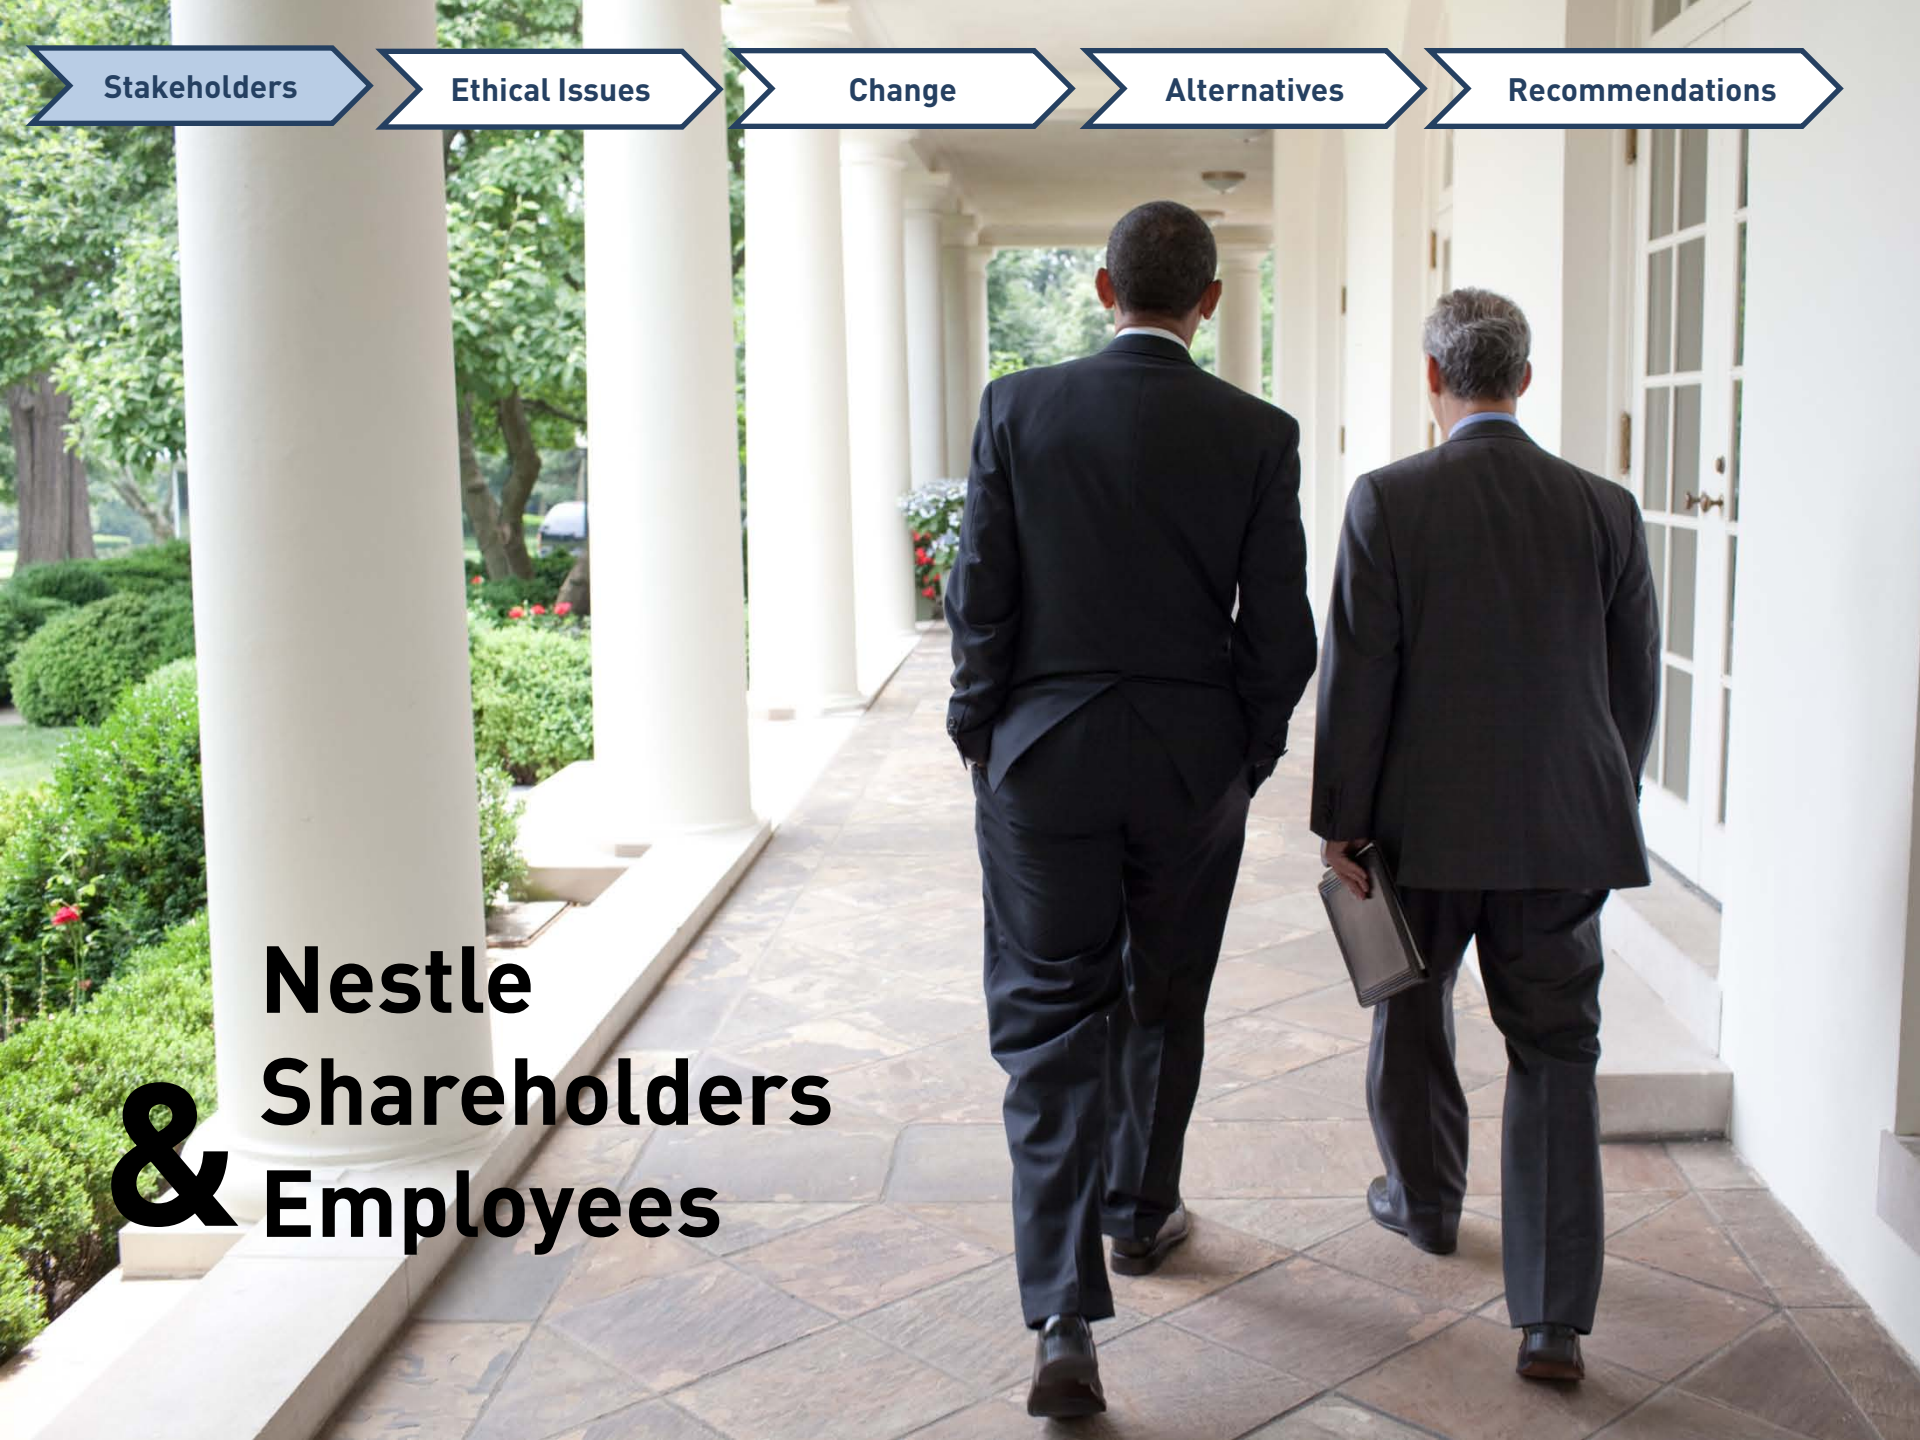 Stakeholders
Ethical Issues
Change
Alternatives
Recommendations
Nestle
Shareholders
& Employees